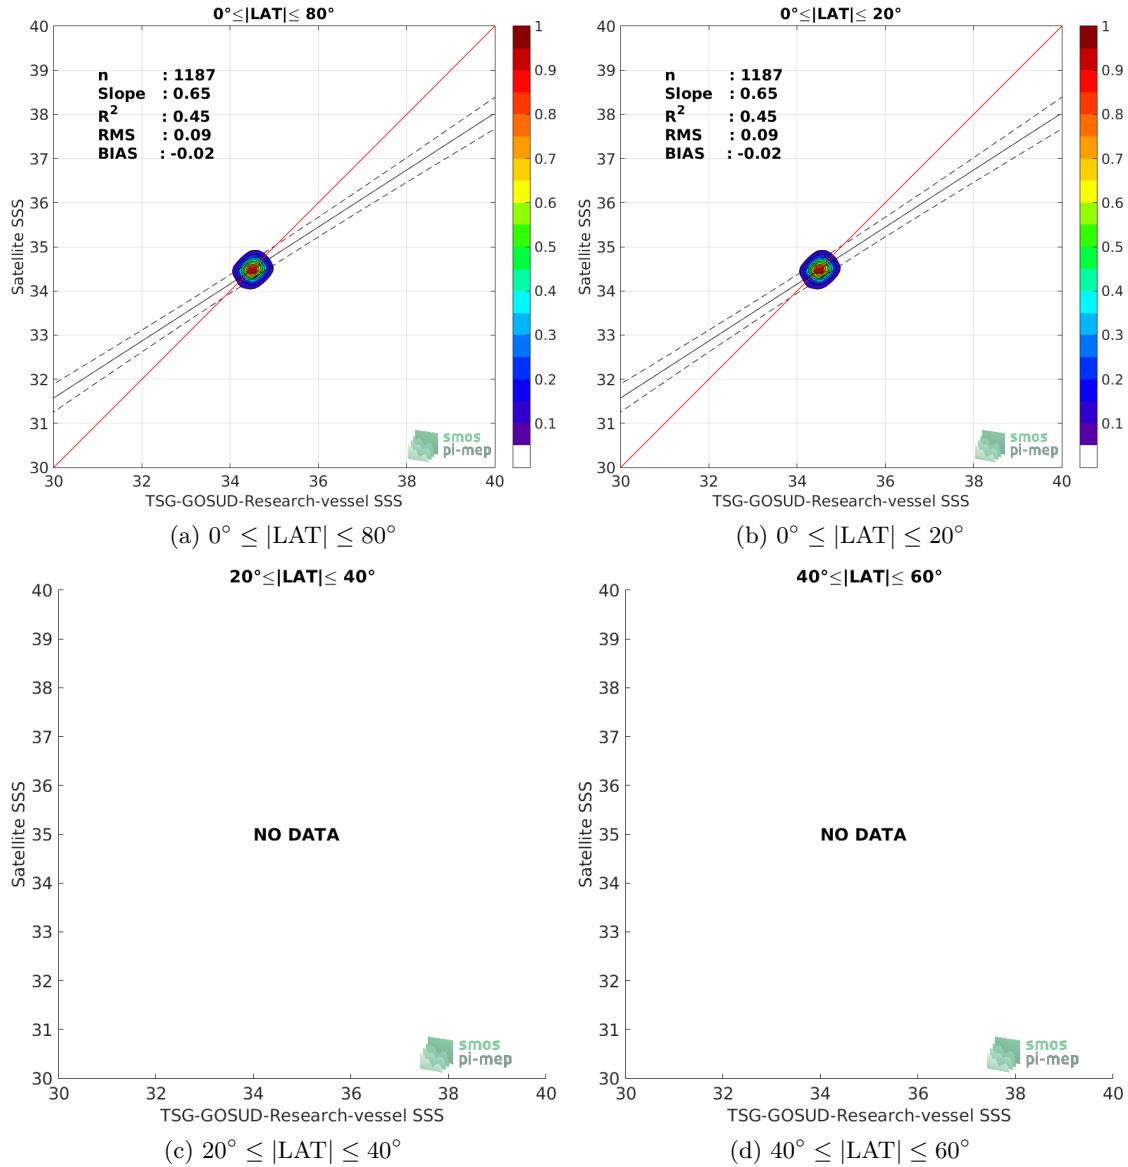 0°≤|LAT|≤ 80°
40
39
38
37
36
35
34
33
32
31
30
Satellite SSS
n : 1187
Slope : 0.65
R² : 0.45
RMS : 0.09
BIAS : -0.02
smos
pi-mep
30 32 34 36 38 40
TSG-GOSUD-Research-vessel SSS
1
0.9
0.8
0.7
0.6
0.5
0.4
0.3
0.2
0.1
(a) 0° ≤ |LAT| ≤ 80°
0°≤|LAT|≤ 20°
40
39
38
37
36
35
34
33
32
31
30
Satellite SSS
n : 1187
Slope : 0.65
R² : 0.45
RMS : 0.09
BIAS : -0.02
smos
pi-mep
30 32 34 36 38 40
TSG-GOSUD-Research-vessel SSS
1
0.9
0.8
0.7
0.6
0.5
0.4
0.3
0.2
0.1
(b) 0° ≤ |LAT| ≤ 20°
20°≤|LAT|≤ 40°
40
39
38
37
36
35
34
33
32
31
30
Satellite SSS
NO DATA
smos
pi-mep
30 32 34 36 38 40
TSG-GOSUD-Research-vessel SSS
(c) 20° ≤ |LAT| ≤ 40°
40°≤|LAT|≤ 60°
40
39
38
37
36
35
34
33
32
31
30
Satellite SSS
NO DATA
smos
pi-mep
30 32 34 36 38 40
TSG-GOSUD-Research-vessel SSS
(d) 40° ≤ |LAT| ≤ 60°